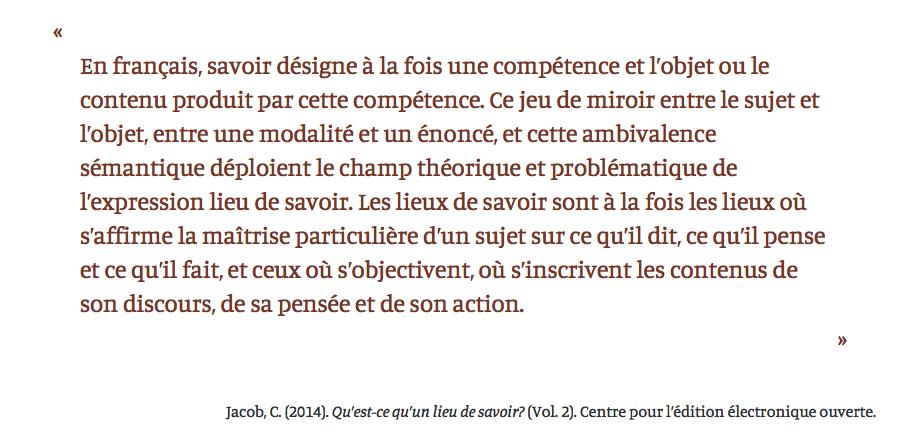 «
En français, savoir désigne à la fois une compétence et l'objet ou le
contenu produit par cette compétence. Ce jeu de miroir entre le sujet et
l'objet, entre une modalité et un énoncé, et cette ambivalence
sémantique déploient le champ théorique et problématique de
l'expression lieu de savoir. Les lieux de savoir sont à la fois les lieux où
s'affirme la maîtrise particulière d'un sujet sur ce qu'il dit, ce qu'il pense
et ce qu'il fait, et ceux où s'objectivent, où s'inscrivent les contenus de
son discours, de sa pensée et de son action.
»
Jacob, C. (2014). Qu'est-ce qu'un lieu de savoir? (Vol. 2). Centre pour l'édition électronique ouverte.